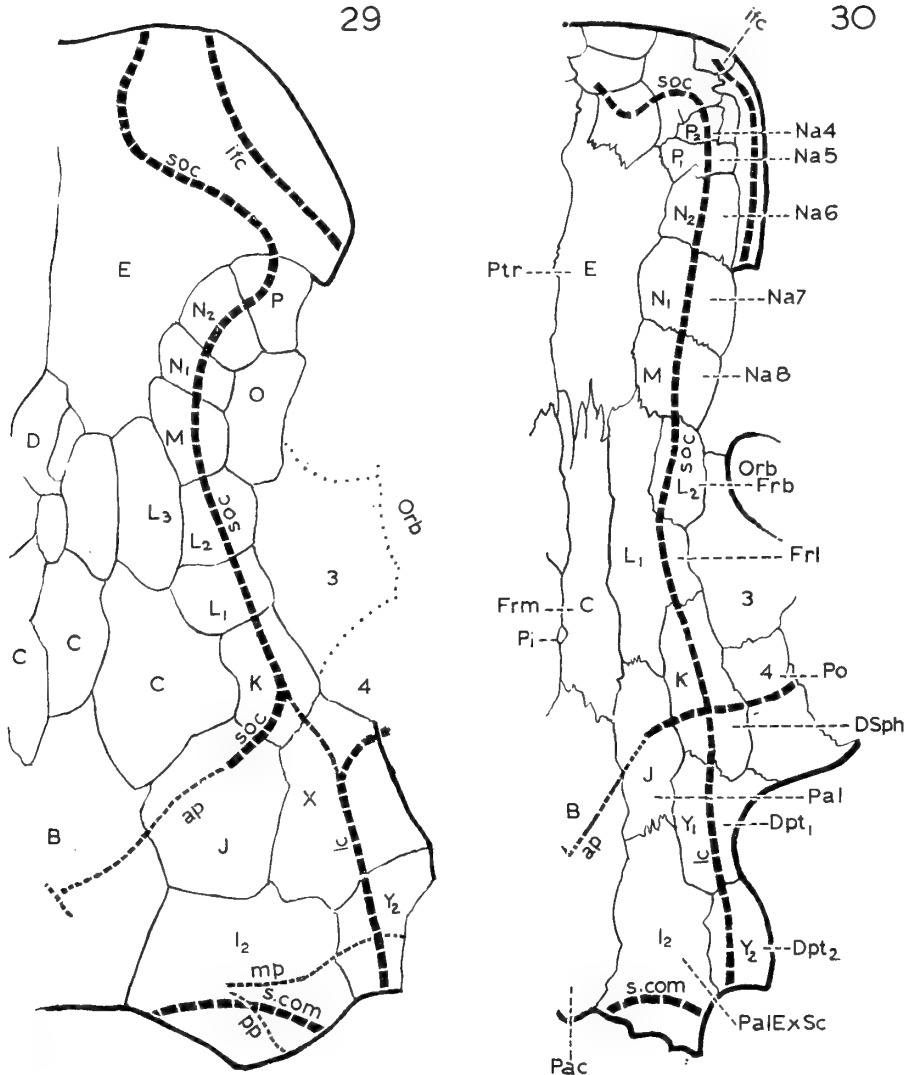 29
soc
ifc
E
P
N₂
N₁
O
D
M
L₃
L₂
soc
Orb
3
L₁
C
C
C
K
4
soc
X
ap
B
J
lc
Y₂
I₂
mp
s.com
pp
30
ifc
soc
P₂
Na4
P₁
Na5
N₂
Na6
Ptr
E
N₁
Na7
M
Na8
soc
Orb
L₂
Frb
L₁
Frl
3
Frm
C
Pi
K
4
Po
DSph
J
Pal
B
ap
Y₁
Dpt₁
lc
I₂
Y₂
Dpt₂
s.com
PalExSc
Pac